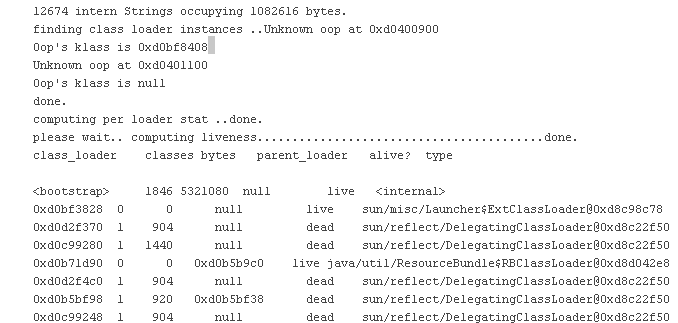 12674 intern Strings occupying 1082616 bytes.
finding class loader instances ..Unknown oop at 0xd0400900
Oop's klass is 0xd0bf8408
Unknown oop at 0xd0401100
Oop's klass is null
done.
computing per loader stat ..done.
please wait.. computing liveness.........................................done.
class_loader classes bytes parent_loader alive? type
<bootstrap> 1846 5321080 null live <internal>
0xd0bf3828 0 0 null live sun/misc/Launcher$ExtClassLoader@0xd8c98c78
0xd0d2f370 1 904 null dead sun/reflect/DelegatingClassLoader@0xd8c22f50
0xd0c99280 1 1440 null dead sun/reflect/DelegatingClassLoader@0xd8c22f50
0xd0b71d90 0 0 0xd0b5b9c0 live java/util/ResourceBundle$RBClassLoader@0xd8d042e8
0xd0d2f4c0 1 904 null dead sun/reflect/DelegatingClassLoader@0xd8c22f50
0xd0b5bf98 1 920 0xd0b5bf38 dead sun/reflect/DelegatingClassLoader@0xd8c22f50
0xd0c99248 1 904 null dead sun/reflect/DelegatingClassLoader@0xd8c22f50